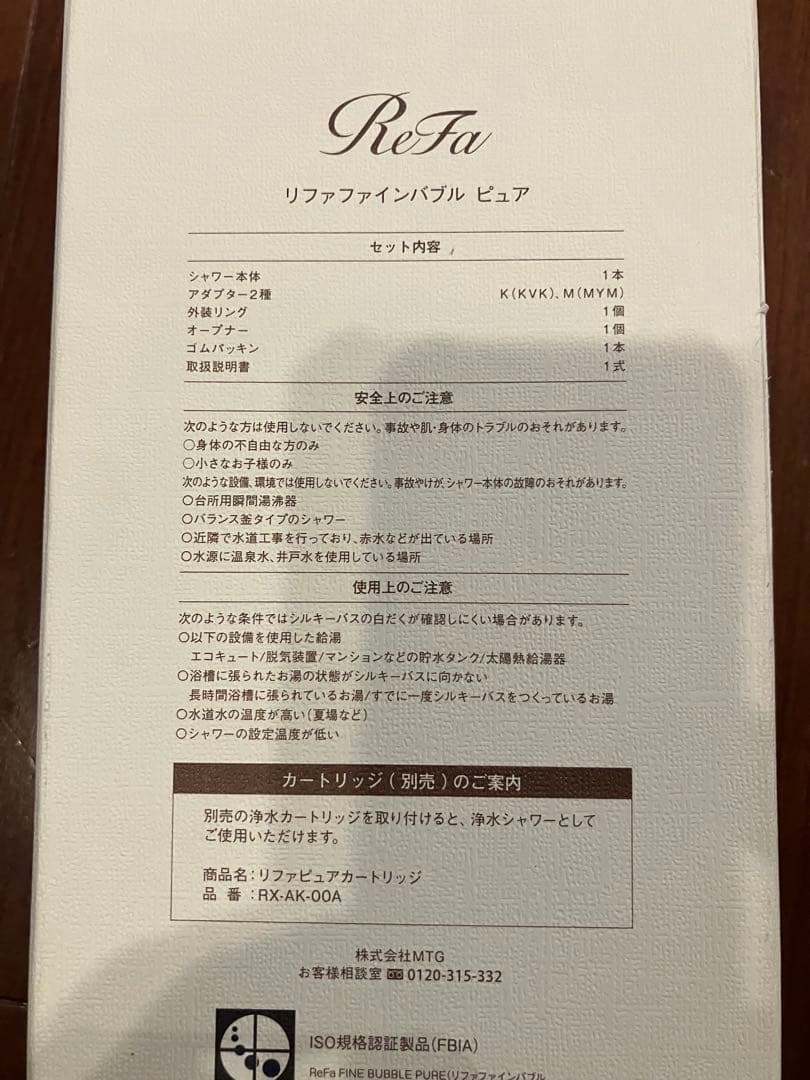 ReFa
リファファインバブル ピュア
セット内容
シャワー本体 1本
アダプター2種 K(KVK)、M(MYM)
外装リング 1個
オープナー 1個
ゴムパッキン 1本
取扱説明書 1式
安全上のご注意
次のような方は使用しないでください。事故や肌・身体のトラブルのおそれがあります。
○身体の不自由な方のみ
○小さなお子様のみ
次のような設備、環境では使用しないでください。事故やけが、シャワー本体の故障のおそれがあります。
○台所用瞬間湯沸器
○バランス釜タイプのシャワー
○近隣で水道工事を行っており、赤水などが出ている場所
○水源に温泉水、井戸水を使用している場所
使用上のご注意
次のような条件ではシルキーバスの白だくが確認しにくい場合があります。
○以下の設備を使用した給湯
エコキュート/脱気装置/マンションなどの貯水タンク/太陽熱給湯器
○浴槽に張られたお湯の状態がシルキーバスに向かない
長時間浴槽に張られているお湯/すでに一度シルキーバスをつくっているお湯
○水道水の温度が高い(夏場など)
○シャワーの設定温度が低い
カートリッジ(別売)のご案内
別売の浄水カートリッジを取り付けると、浄水シャワーとして
ご使用いただけます。
商品名:リファピュアカートリッジ
品 番 :RX-AK-00A
株式会社MTG
お客様相談室 0120-315-332
ISO規格認証製品(FBIA)
ReFa FINE BUBBLE PURE(リファファインバブル